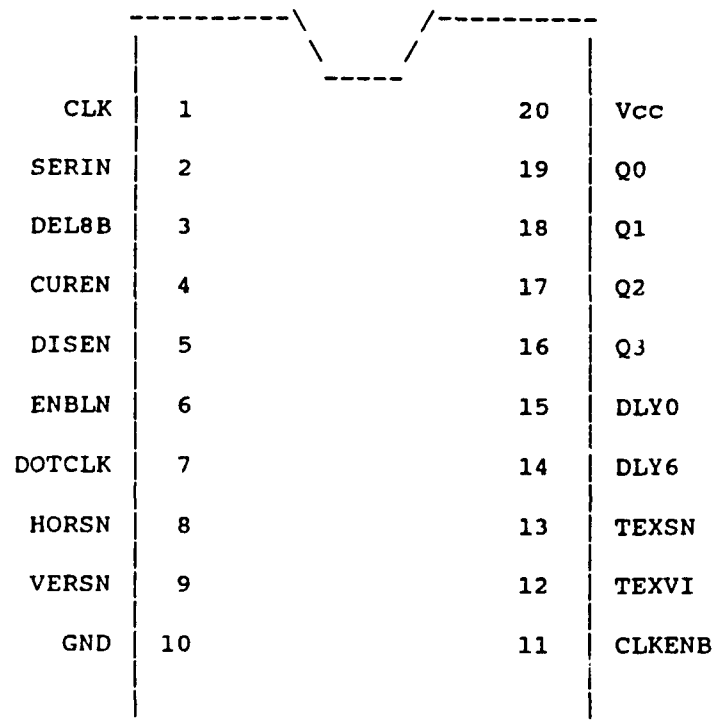 CLK 1 20 Vcc
SERIN 2 19 Q0
DEL8B 3 18 Q1
CUREN 4 17 Q2
DISEN 5 16 Q3
ENBLN 6 15 DLY0
DOTCLK 7 14 DLY6
HORSN 8 13 TEXSN
VERSN 9 12 TEXVI
GND 10 11 CLKENB